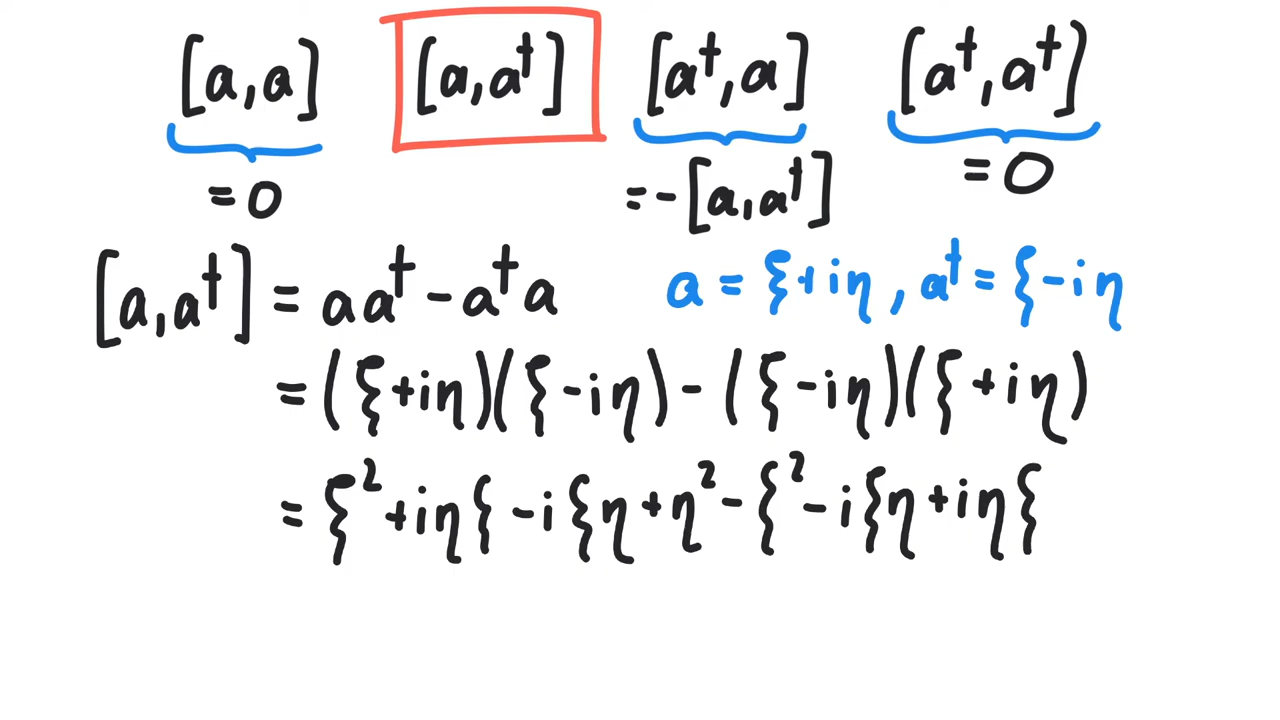 [a,a] [a,a†] [a†,a] [a†,a†]
=0 =-[a,a†] =0
[a,a†] = aa† - a†a a = ξ+iη, a† = ξ-iη
= (ξ+iη)(ξ-iη) - (ξ-iη)(ξ+iη)
= ξ² +iηξ -iξη +η² -ξ² -iξη +iηξ